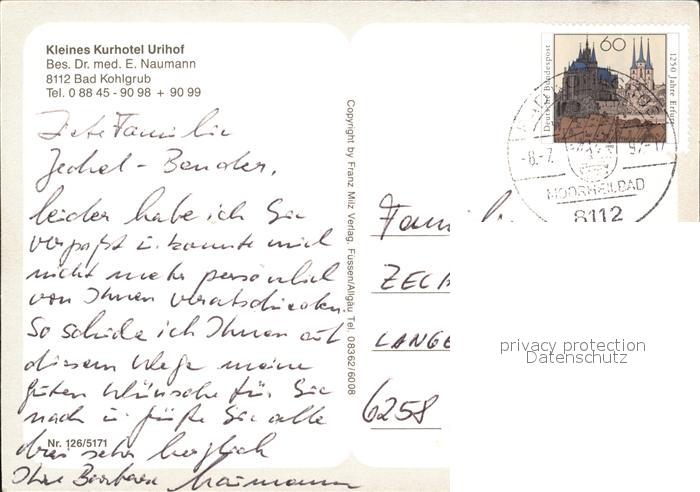 Kleines Kurhotel Urihof
Bes. Dr. med. E. Naumann
8112 Bad Kohlgrub
Tel. 0 88 45 - 90 98 + 90 99
Liebe Familie
Zechel - Bender,
leider habe ich Sie
verpaßt u. konnte mich
nicht mehr persönlich
von Ihnen verabschieden.
So schicke ich Ihnen auf
diesem Wege meine
guten Wünsche für Sie
nach u. grüße Sie alle
drei sehr herzlich
Ihre Barbara Naumann
Nr. 126/5171
Copyright by Franz Milz Verlag, Füssen/Allgäu Tel. 08362/6008
60
Deutsche Bundespost
1250 Jahre Erfurt
-8.-7.
MOORHEILBAD
8112
Fami
ZEC
LANGE
6258
privacy protection
Datenschutz